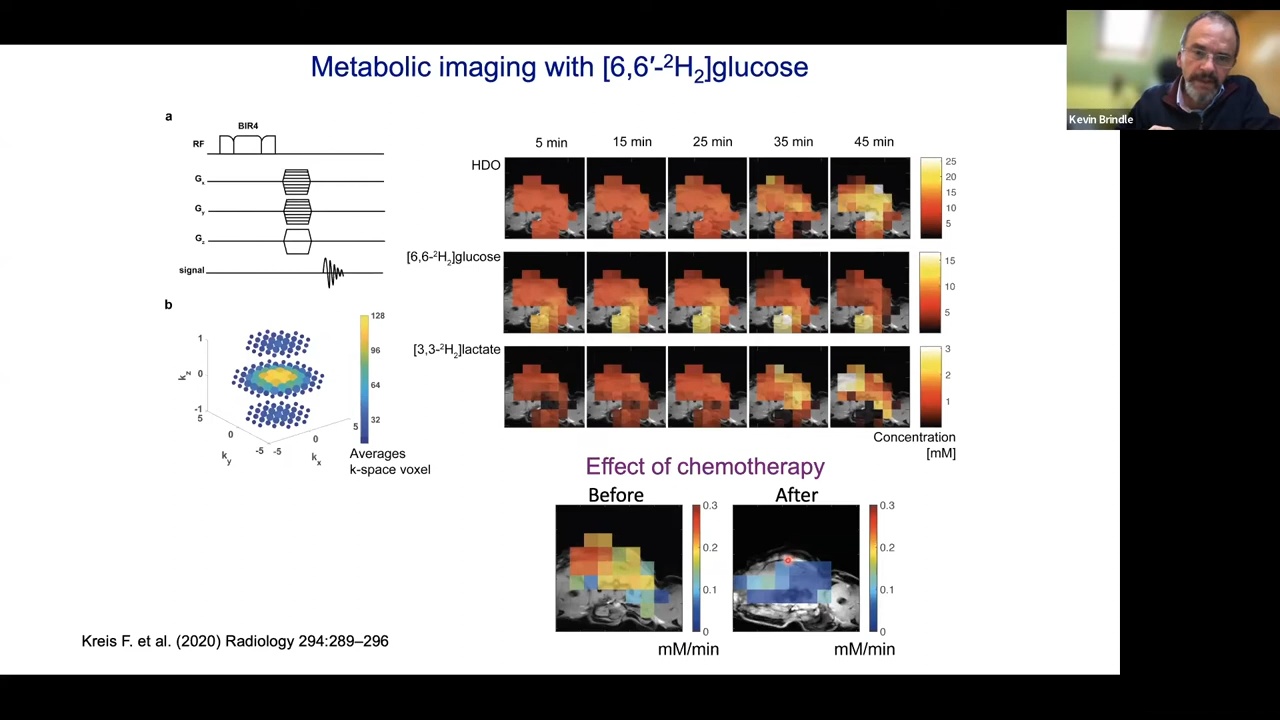 Metabolic imaging with [6,6′-²H₂]glucose
Kevin Brindle
a
BIR4
RF
Gx
Gy
Gz
signal
b
1
0
-1
kz
5
0
-5
ky
-5
0
5
kx
128
96
64
32
Averages
k-space voxel
5 min
15 min
25 min
35 min
45 min
HDO
25
20
15
10
5
[6,6-²H₂]glucose
15
10
5
[3,3-²H₂]lactate
3
2
1
Concentration
[mM]
Effect of chemotherapy
Before
After
0.3
0.2
0.1
0
mM/min
0.3
0.2
0.1
0
mM/min
Kreis F. et al. (2020) Radiology 294:289–296